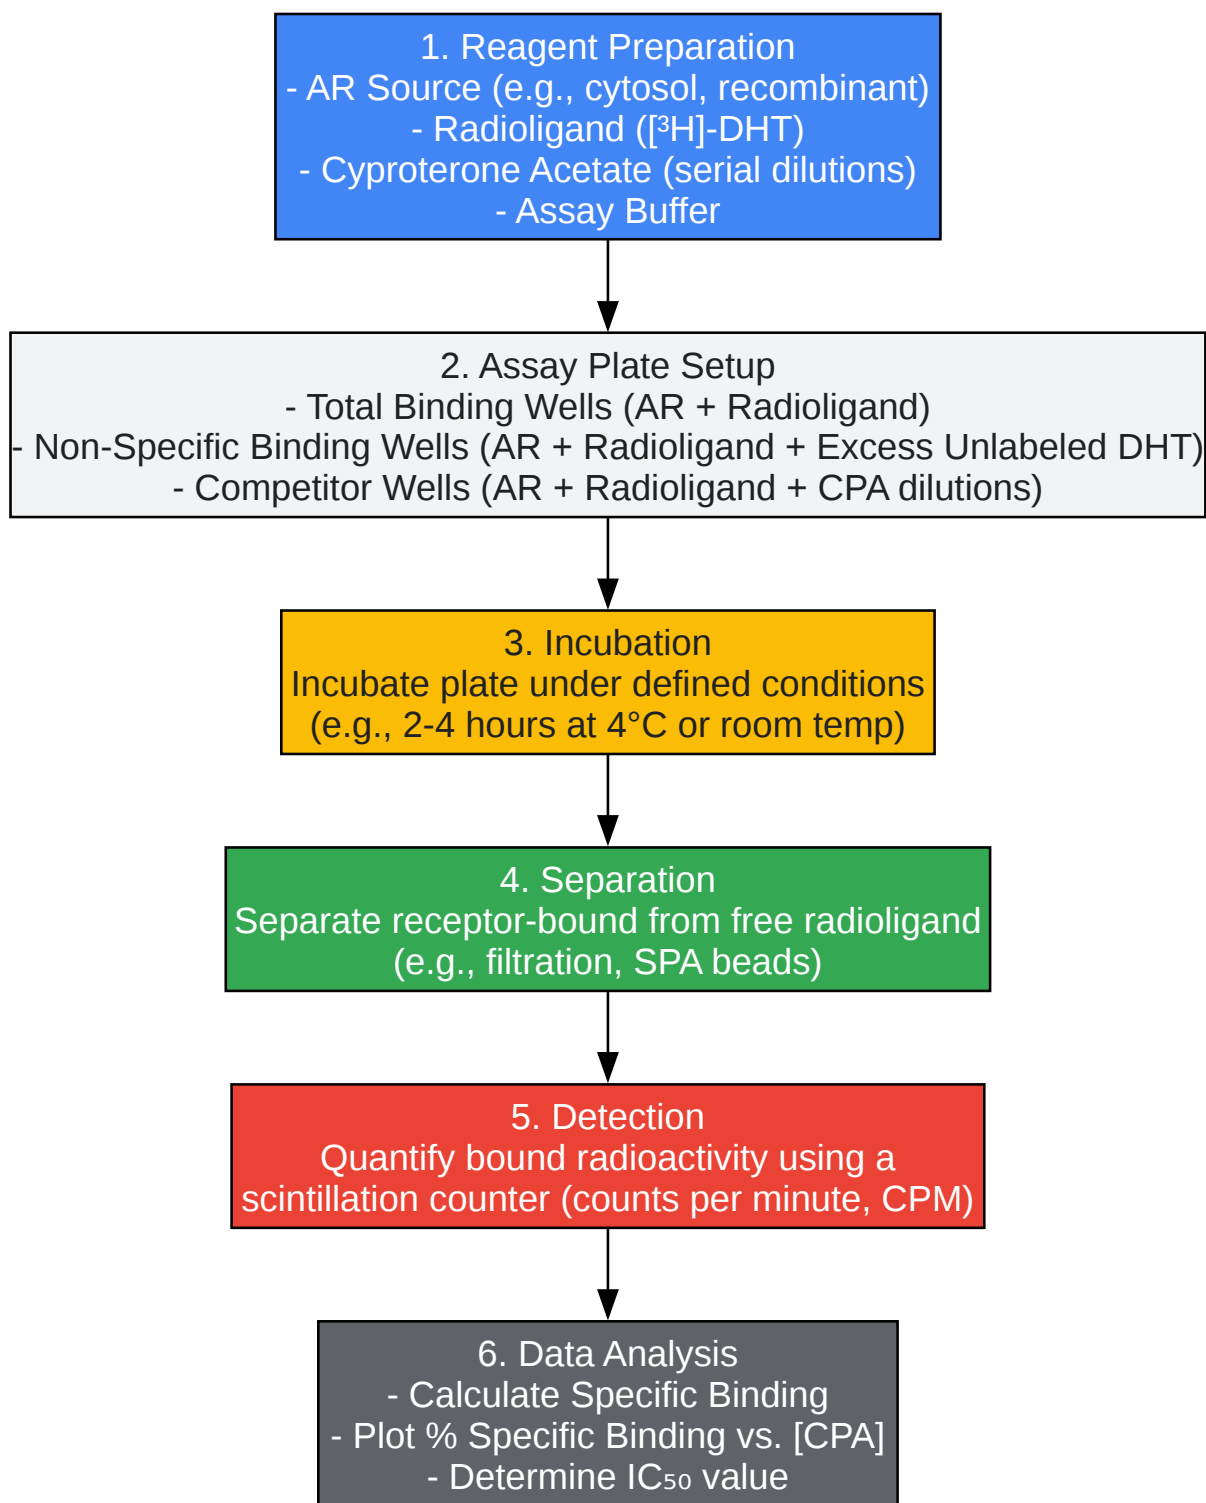 1. Reagent Preparation
- AR Source (e.g., cytosol, recombinant)
- Radioligand ([³H]-DHT)
- Cyproterone Acetate (serial dilutions)
- Assay Buffer
2. Assay Plate Setup
- Total Binding Wells (AR + Radioligand)
- Non-Specific Binding Wells (AR + Radioligand + Excess Unlabeled DHT)
- Competitor Wells (AR + Radioligand + CPA dilutions)
3. Incubation
Incubate plate under defined conditions
(e.g., 2-4 hours at 4°C or room temp)
4. Separation
Separate receptor-bound from free radioligand
(e.g., filtration, SPA beads)
5. Detection
Quantify bound radioactivity using a
scintillation counter (counts per minute, CPM)
6. Data Analysis
- Calculate Specific Binding
- Plot % Specific Binding vs. [CPA]
- Determine IC₅₀ value